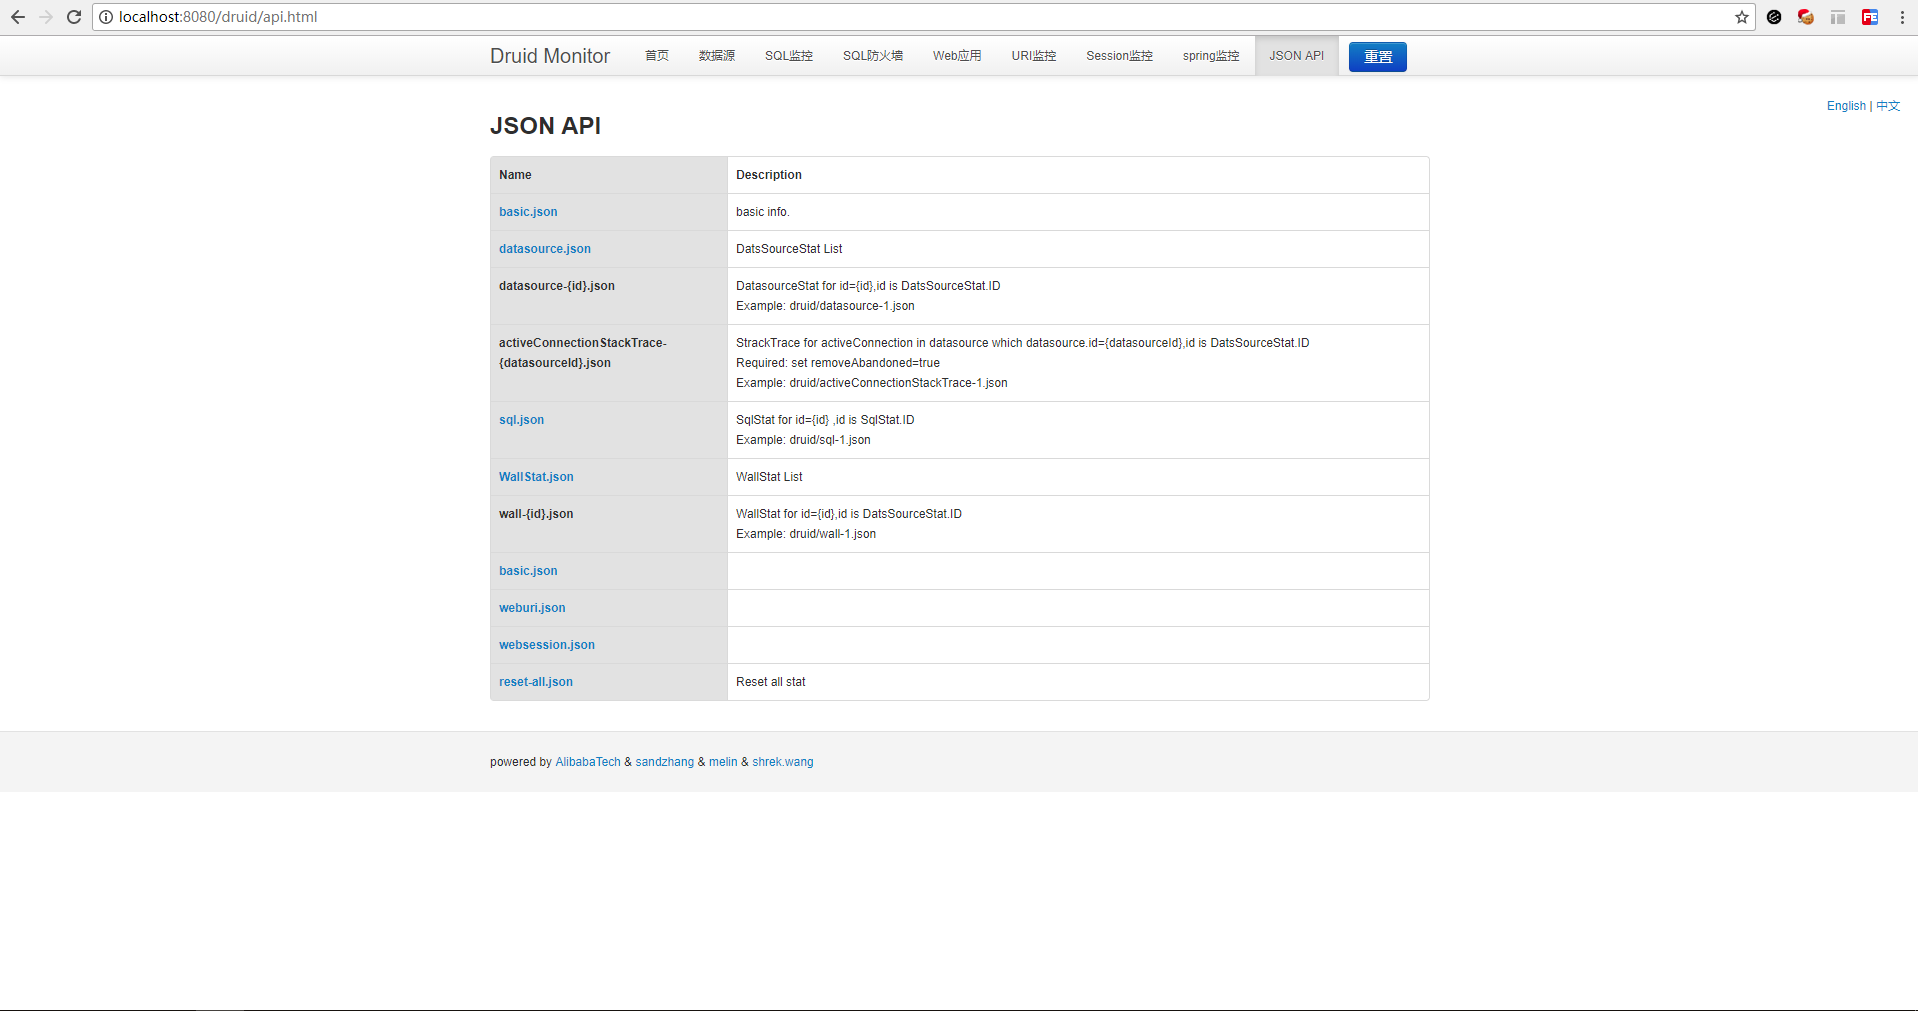 localhost:8080/druid/api.html
Druid Monitor 首页 数据源 SQL监控 SQL防火墙 Web应用 URI监控 Session监控 spring监控 JSON API 重置
English | 中文
JSON API
Name Description
basic.json basic info.
datasource.json DatsSourceStat List
datasource-{id}.json DatasourceStat for id={id},id is DatsSourceStat.ID
Example: druid/datasource-1.json
activeConnectionStackTrace- StrackTrace for activeConnection in datasource which datasource.id={datasourceId},id is DatsSourceStat.ID
{datasourceId}.json Required: set removeAbandoned=true
Example: druid/activeConnectionStackTrace-1.json
sql.json SqlStat for id={id} ,id is SqlStat.ID
Example: druid/sql-1.json
WallStat.json WallStat List
wall-{id}.json WallStat for id={id},id is DatsSourceStat.ID
Example: druid/wall-1.json
basic.json
weburi.json
websession.json
reset-all.json Reset all stat
powered by AlibabaTech & sandzhang & melin & shrek.wang